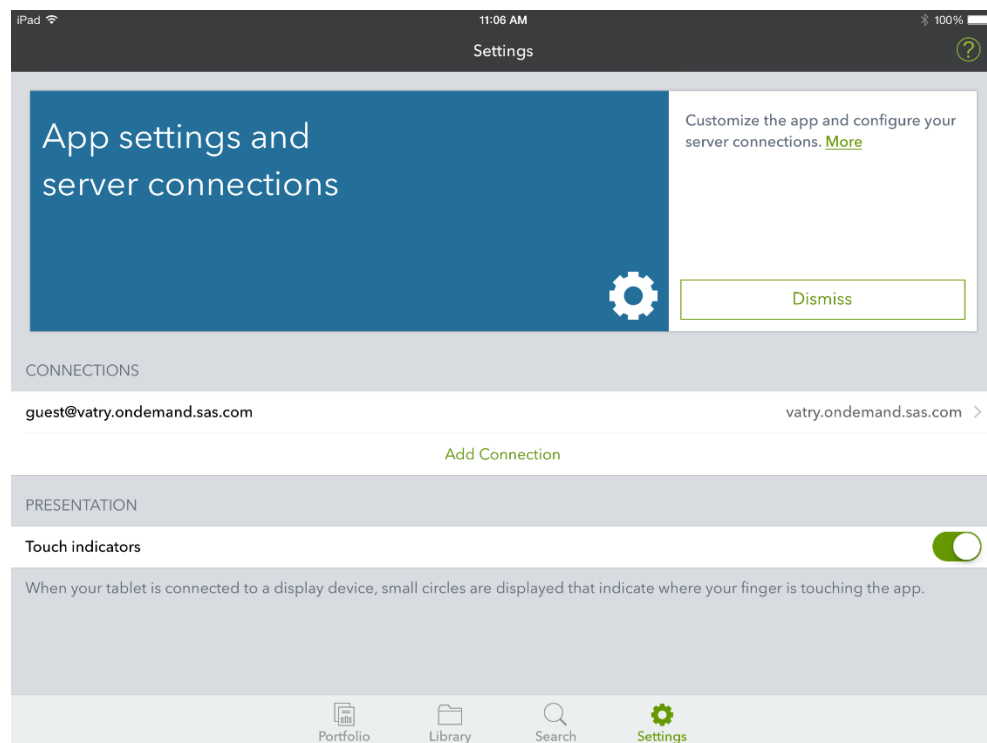 iPad 11:06 AM 100%
Settings
?
App settings and
server connections
Customize the app and configure your
server connections. More
Dismiss
CONNECTIONS
guest@vatry.ondemand.sas.com vatry.ondemand.sas.com
Add Connection
PRESENTATION
Touch indicators
When your tablet is connected to a display device, small circles are displayed that indicate where your finger is touching the app.
Portfolio Library Search Settings